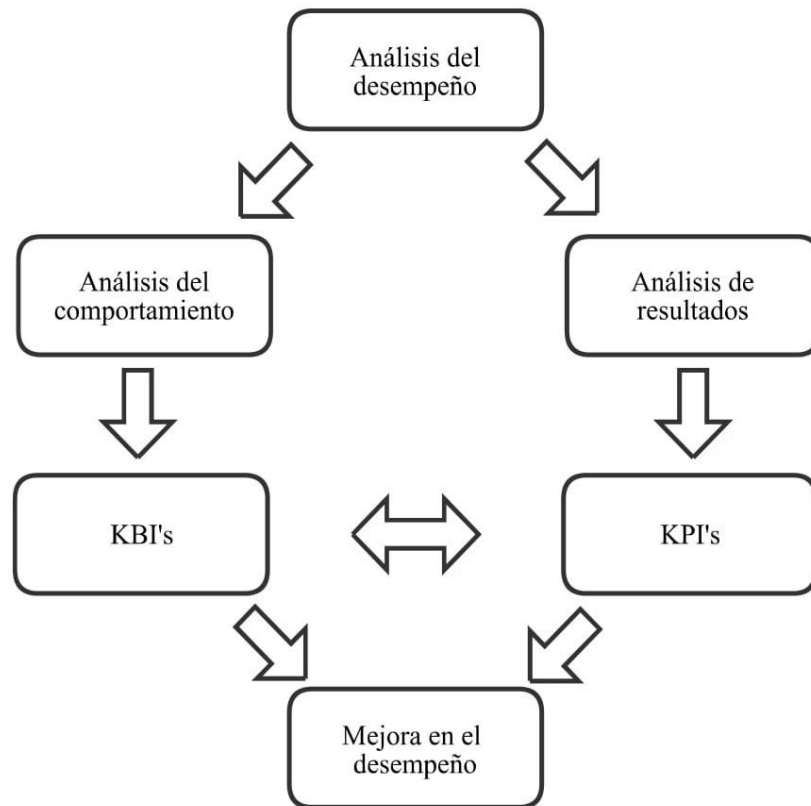 Análisis del
desempeño
Análisis del
comportamiento
Análisis de
resultados
KBI's
KPI's
Mejora en el
desempeño